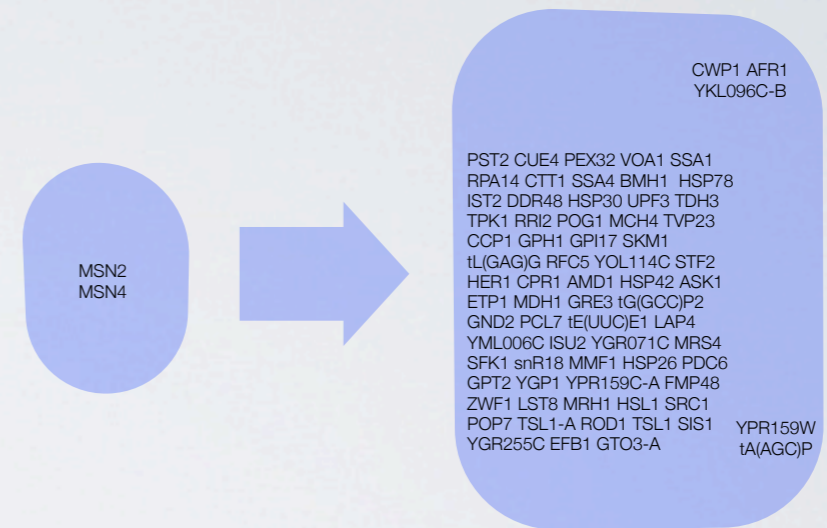 CWP1 AFR1
YKL096C-B
PST2 CUE4 PEX32 VOA1 SSA1
RPA14 CTT1 SSA4 BMH1 HSP78
IST2 DDR48 HSP30 UPF3 TDH3
TPK1 RRI2 POG1 MCH4 TVP23
CCP1 GPH1 GPI17 SKM1
tL(GAG)G RFC5 YOL114C STF2
HER1 CPR1 AMD1 HSP42 ASK1
ETP1 MDH1 GRE3 tG(GCC)P2
GND2 PCL7 tE(UUC)E1 LAP4
YML006C ISU2 YGR071C MRS4
SFK1 snR18 MMF1 HSP26 PDC6
GPT2 YGP1 YPR159C-A FMP48
ZWF1 LST8 MRH1 HSL1 SRC1
POP7 TSL1-A ROD1 TSL1 SIS1
YGR255C EFB1 GTO3-A
YPR159W
tA(AGC)P
MSN2
MSN4